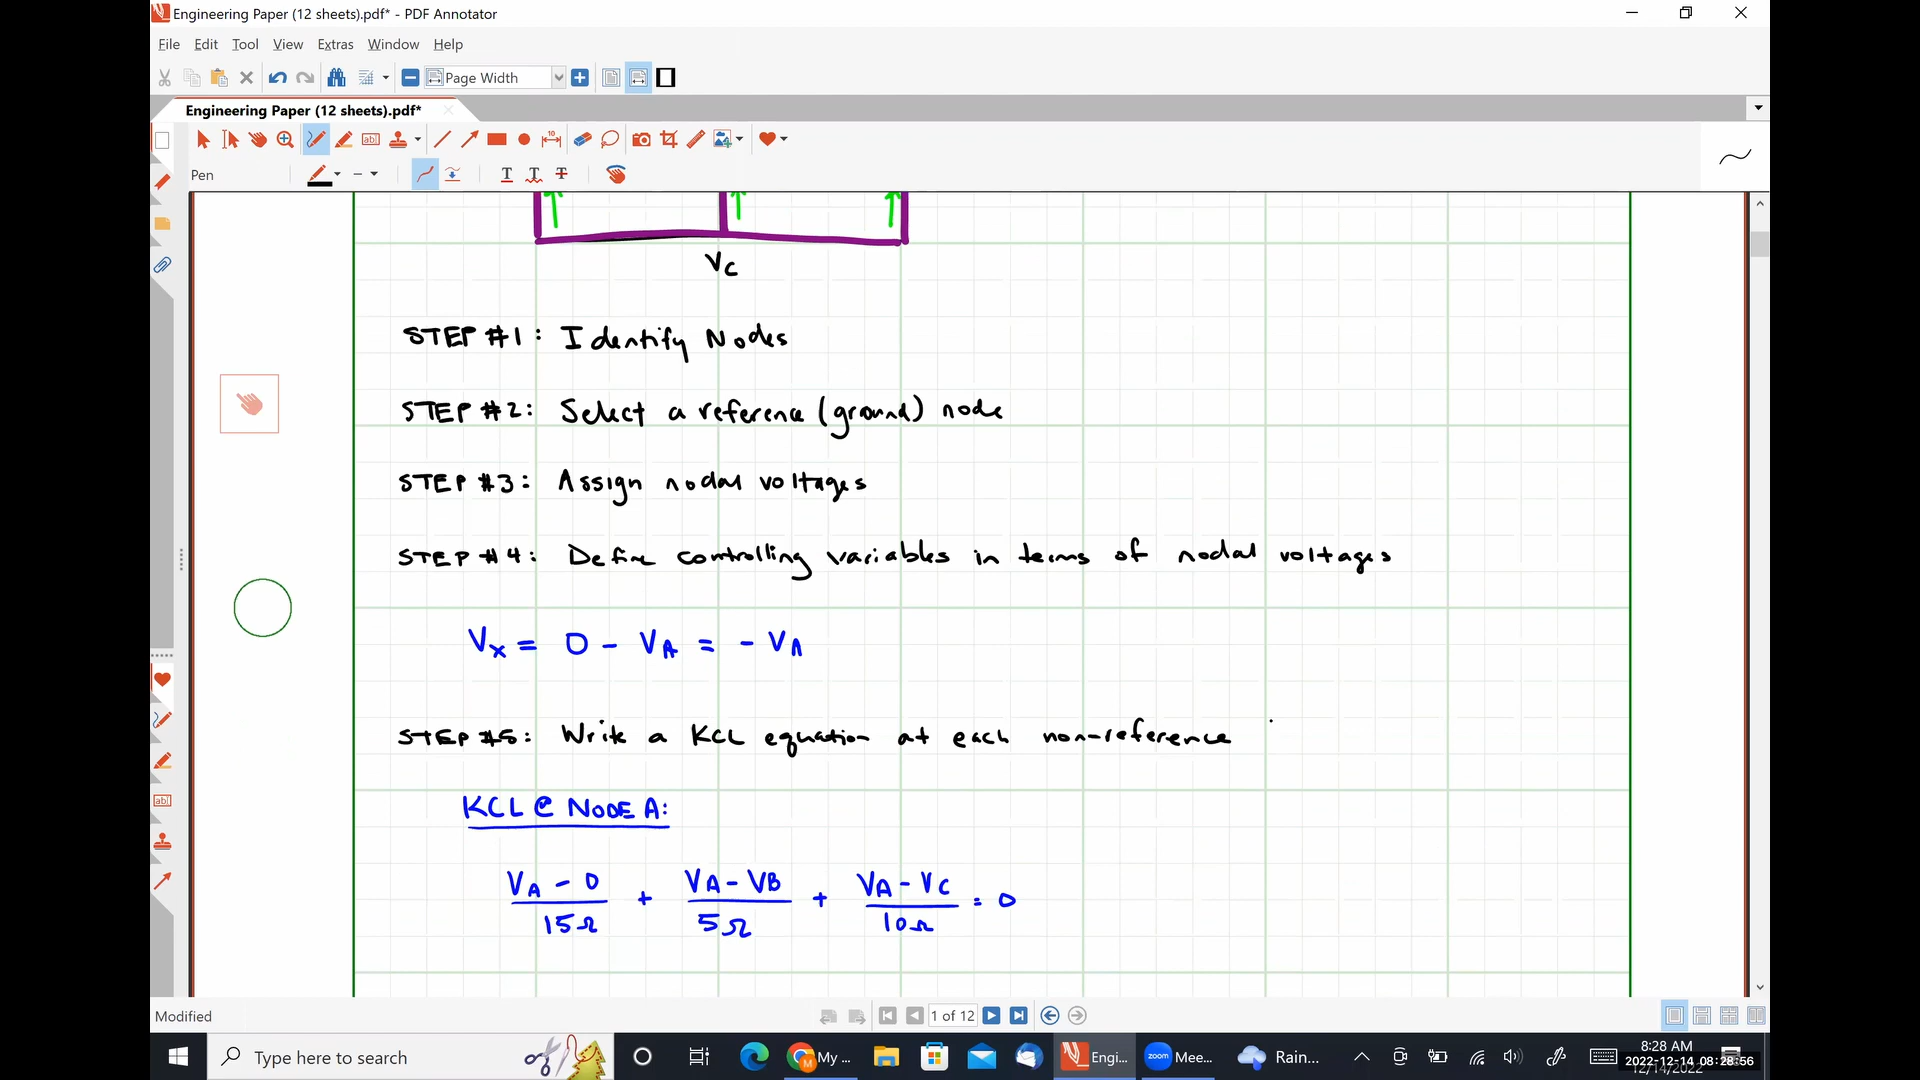 Engineering Paper (12 sheets).pdf* - PDF Annotator
File Edit Tool View Extras Window Help
Page Width
Engineering Paper (12 sheets).pdf*
Pen
VC
STEP #1: Identify Nodes
STEP #2: Select a reference (ground) node
STEP #3: Assign nodal voltages
STEP #4: Define controlling variables in terms of nodal voltages
Vx = 0 - VA = - VA
STEP #5: Write a KCL equation at each non-reference
KCL @ NODE A:
VA - 0 / 15Ω + VA - VB / 5Ω + VA - VC / 10Ω = 0
Modified
1 of 12
Type here to search
My ...
Engi...
zoom
Mee...
Rain...
8:28 AM
2022-12-14 08:28:56
12/14/2022